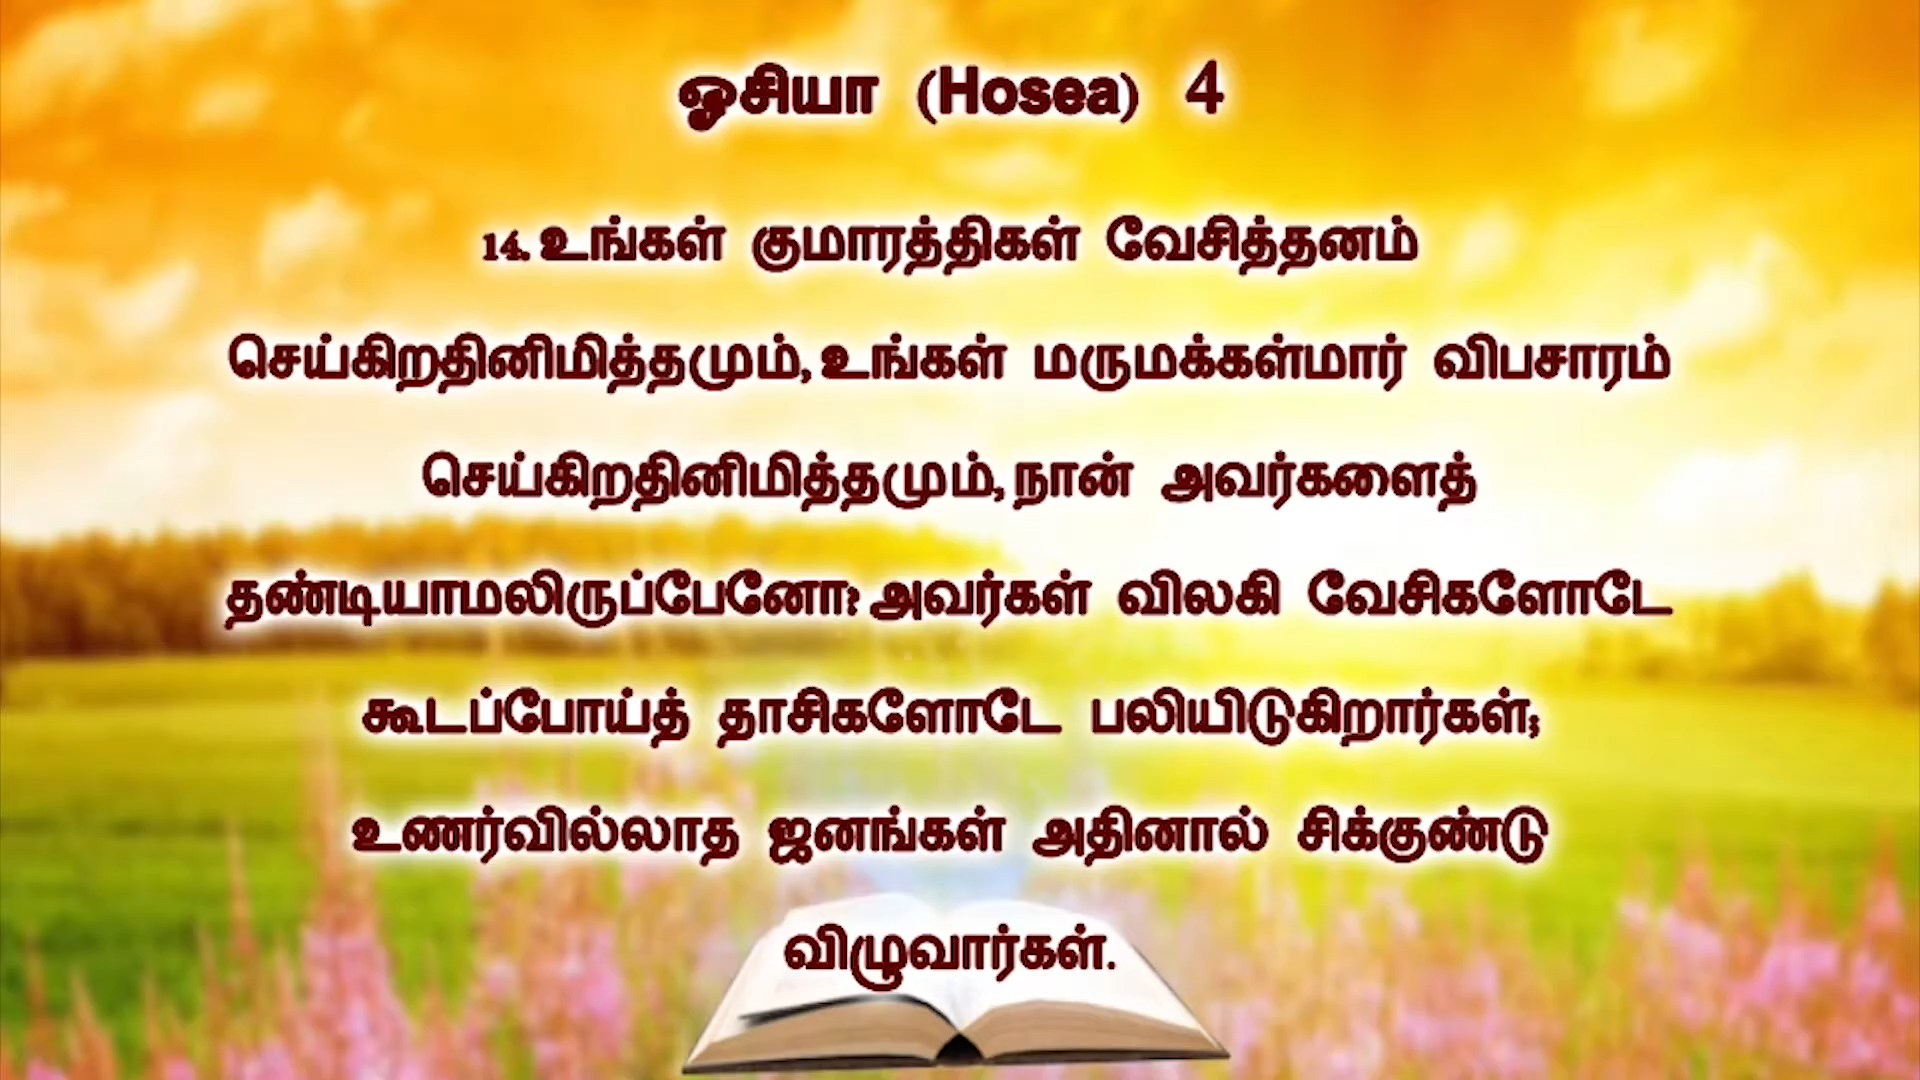 ஓசியா (Hosea) 4
14. உங்கள் குமாரத்திகள் வேசித்தனம்
செய்கிறதினிமித்தமும், உங்கள் மருமக்கள்மார் விபசாரம்
செய்கிறதினிமித்தமும், நான் அவர்களைத்
தண்டியாமலிருப்பேனோ? அவர்கள் விலகி வேசிகளோடே
கூடப்போய்த் தாசிகளோடே பலியிடுகிறார்கள்;
உணர்வில்லாத ஜனங்கள் அதினால் சிக்குண்டு
விழுவார்கள்.